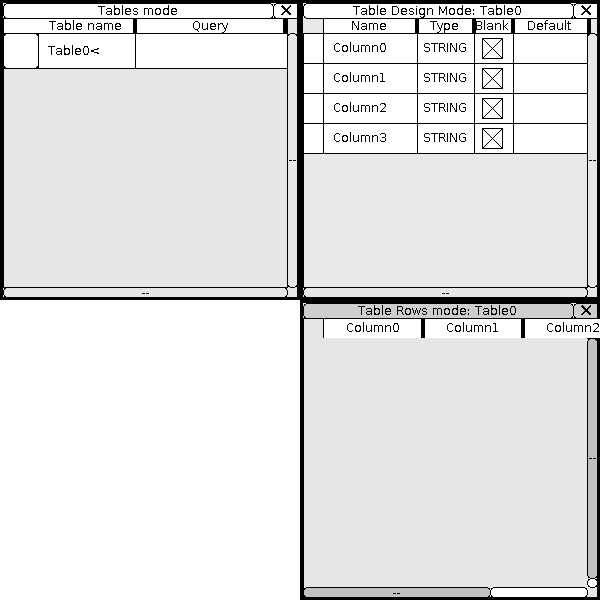 Tables mode
Table name Query
Table0<
--
--
Table Design Mode: Table0
Name Type Blank Default
Column0 STRING
Column1 STRING
Column2 STRING
Column3 STRING
--
--
Table Rows mode: Table0
Column0 Column1 Column2
--
--